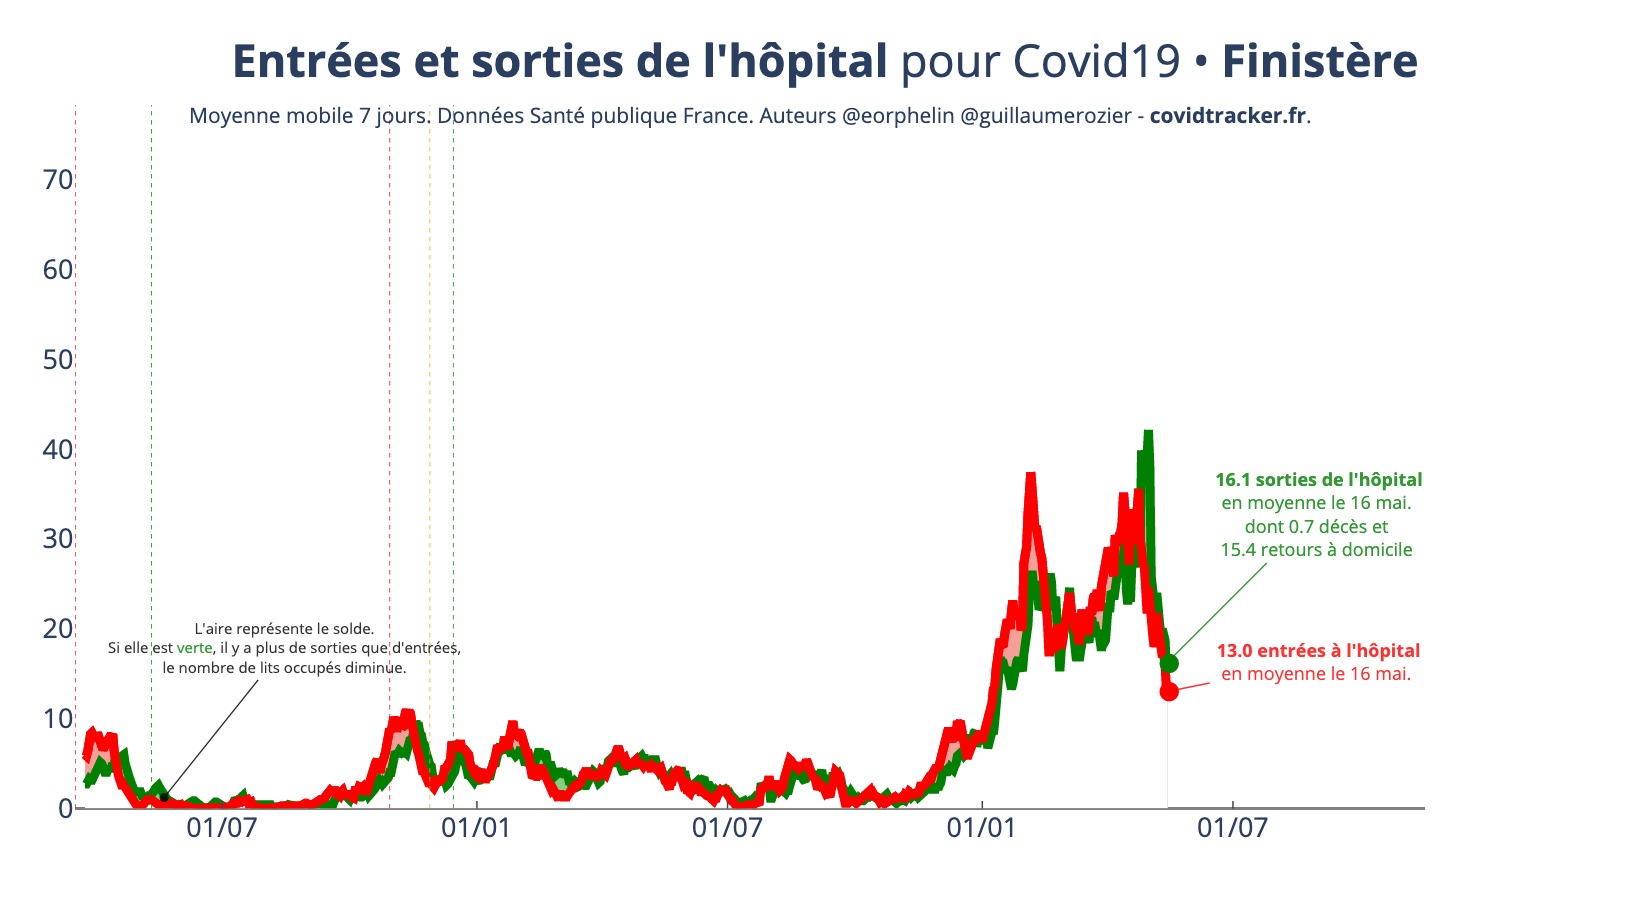 Entrées et sorties de l'hôpital pour Covid19 • Finistère
Moyenne mobile 7 jours. Données Santé publique France. Auteurs @eorphelin @guillaumerozier - covidtracker.fr.
70
60
50
40
30
20
10
0
16.1 sorties de l'hôpital
en moyenne le 16 mai.
dont 0.7 décès et
15.4 retours à domicile
L'aire représente le solde.
Si elle est verte, il y a plus de sorties que d'entrées,
le nombre de lits occupés diminue.
13.0 entrées à l'hôpital
en moyenne le 16 mai.
01/07
01/01
01/07
01/01
01/07